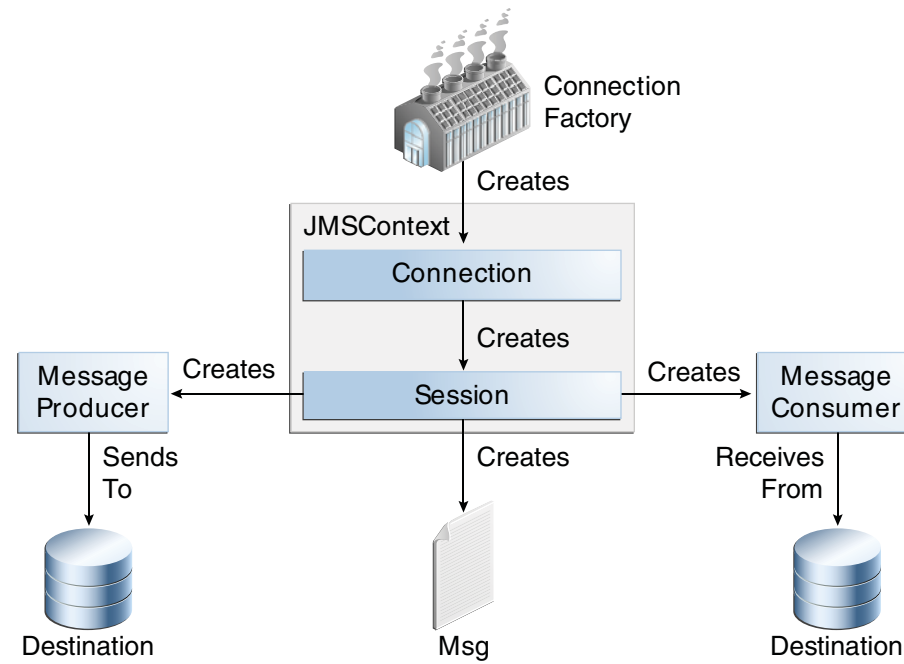 Connection
Factory
Creates
JMSContext
Connection
Creates
Message
Producer
Creates
Session
Creates
Message
Consumer
Sends
To
Creates
Receives
From
Destination
Msg
Destination